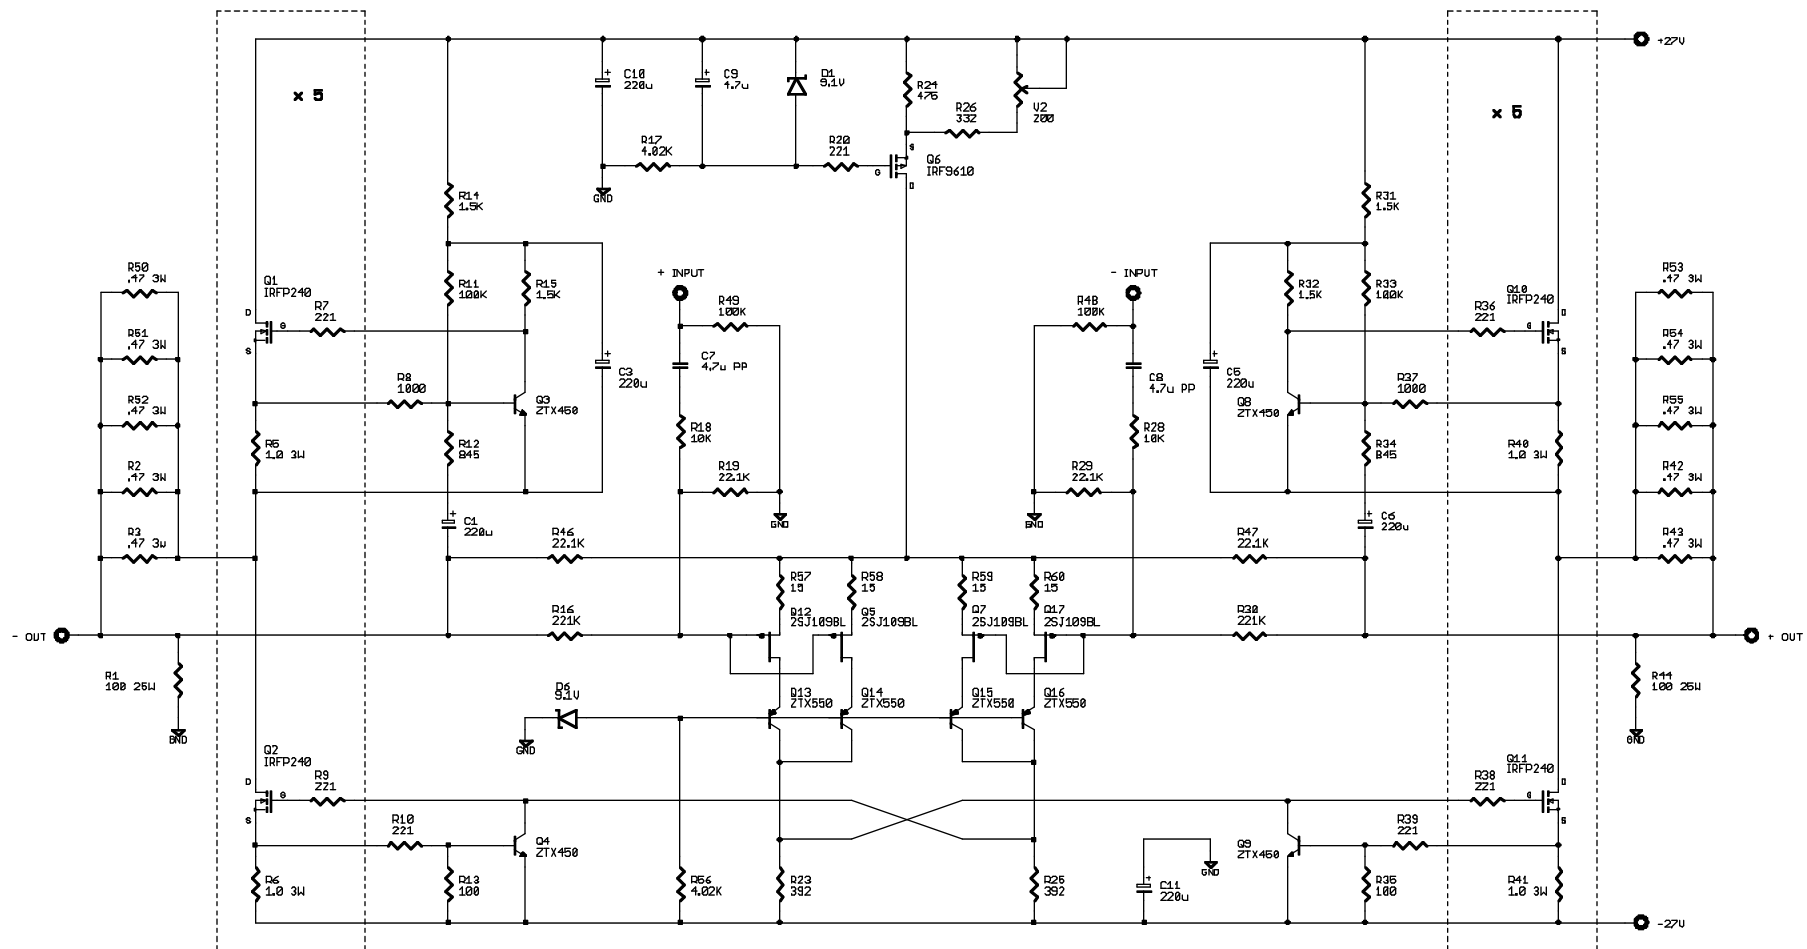 +27V
x 5
x 5
C10
220u
C9
4.7u
D1
9.1V
R24
475
R26
332
V2
200
R17
4.02K
R20
221
S
G
D
Q6
IRF9610
GND
R14
1.5K
R31
1.5K
R50
.47 3W
Q1
IRFP240
R7
221
D
G
S
R11
100K
R15
1.5K
+ INPUT
R49
100K
- INPUT
R48
100K
R32
1.5K
R33
100K
R36
221
Q10
IRFP240
D
G
S
R53
.47 3W
R51
.47 3W
R54
.47 3W
C7
4.7u PP
C8
4.7u PP
C3
220u
C5
220u
R8
1000
R37
1000
R52
.47 3W
R55
.47 3W
Q3
ZTX450
Q8
ZTX450
R18
10K
R28
10K
R5
1.0 3W
R12
845
R34
845
R40
1.0 3W
R2
.47 3W
R19
22.1K
R29
22.1K
R42
.47 3W
GND
GND
R3
.47 3W
C1
220u
R46
22.1K
R47
22.1K
C6
220u
R43
.47 3W
R57
15
R58
15
R59
15
R60
15
- OUT
R16
221K
Q12
2SJ109BL
Q5
2SJ109BL
Q7
2SJ109BL
Q17
2SJ109BL
R30
221K
+ OUT
R1
100 25W
GND
R44
100 25W
GND
D6
9.1V
GND
Q13
ZTX550
Q14
ZTX550
Q15
ZTX550
Q16
ZTX550
Q2
IRFP240
R9
221
D
G
S
R38
221
Q11
IRFP240
D
G
S
R10
221
Q4
ZTX450
Q9
ZTX450
R39
221
GND
R6
1.0 3W
R13
100
R56
4.02K
R23
392
R25
392
C11
220u
R35
100
R41
1.0 3W
-27V